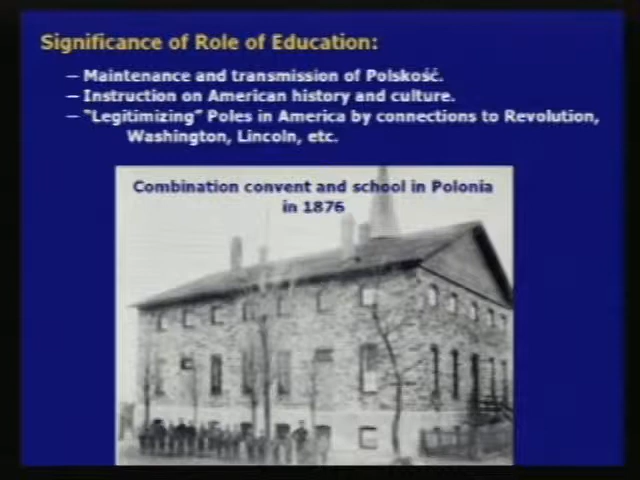 Significance of Role of Education:
– Maintenance and transmission of Polskość.
– Instruction on American history and culture.
– "Legitimizing" Poles in America by connections to Revolution,
Washington, Lincoln, etc.
Combination convent and school in Polonia
in 1876